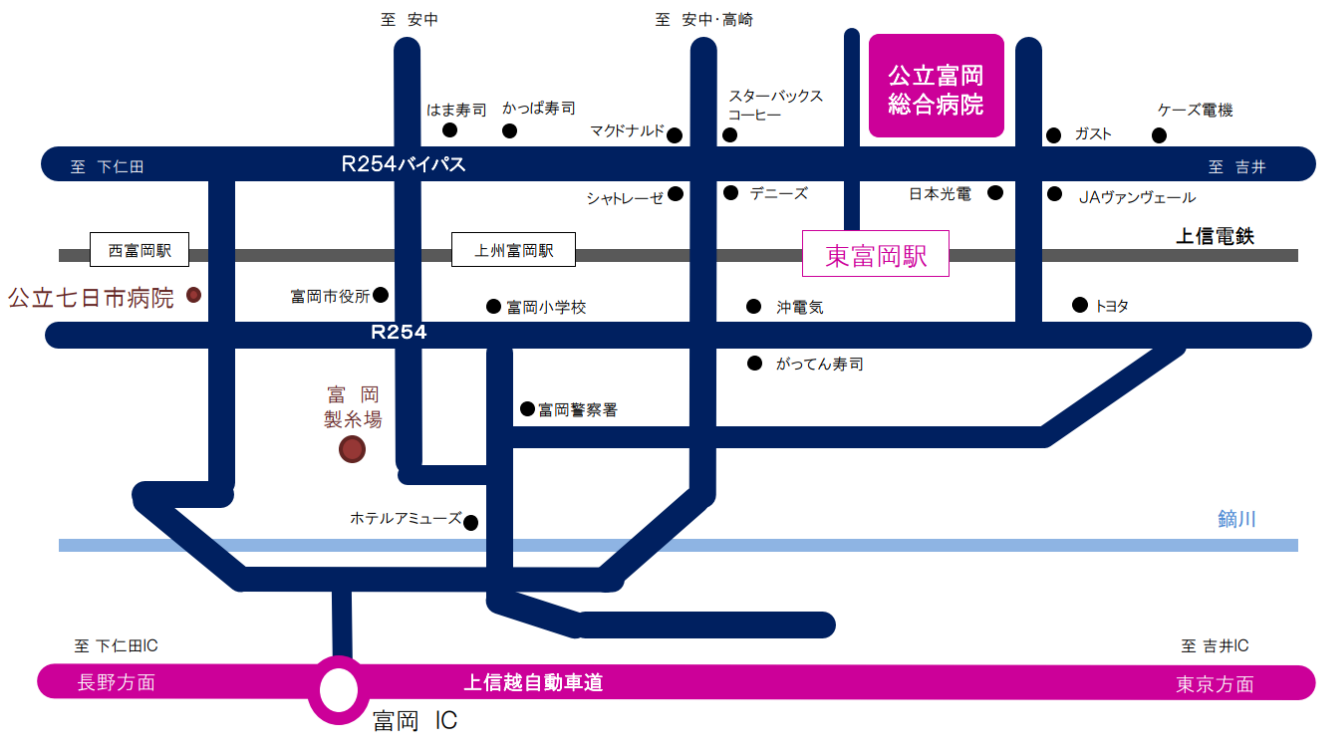 至 安中
至 安中・高崎
公立富岡
総合病院
はま寿司
かっぱ寿司
マクドナルド
スターバックス
コーヒー
ガスト
ケーズ電機
至 下仁田
R254バイパス
至 吉井
シャトレーゼ
デニーズ
日本光電
JAヴァンヴェール
西富岡駅
上州富岡駅
東富岡駅
上信電鉄
公立七日市病院
富岡市役所
富岡小学校
沖電気
トヨタ
R254
がってん寿司
富 岡
製糸場
富岡警察署
ホテルアミューズ
鏑川
至 下仁田IC
至 吉井IC
長野方面
上信越自動車道
東京方面
富岡 IC